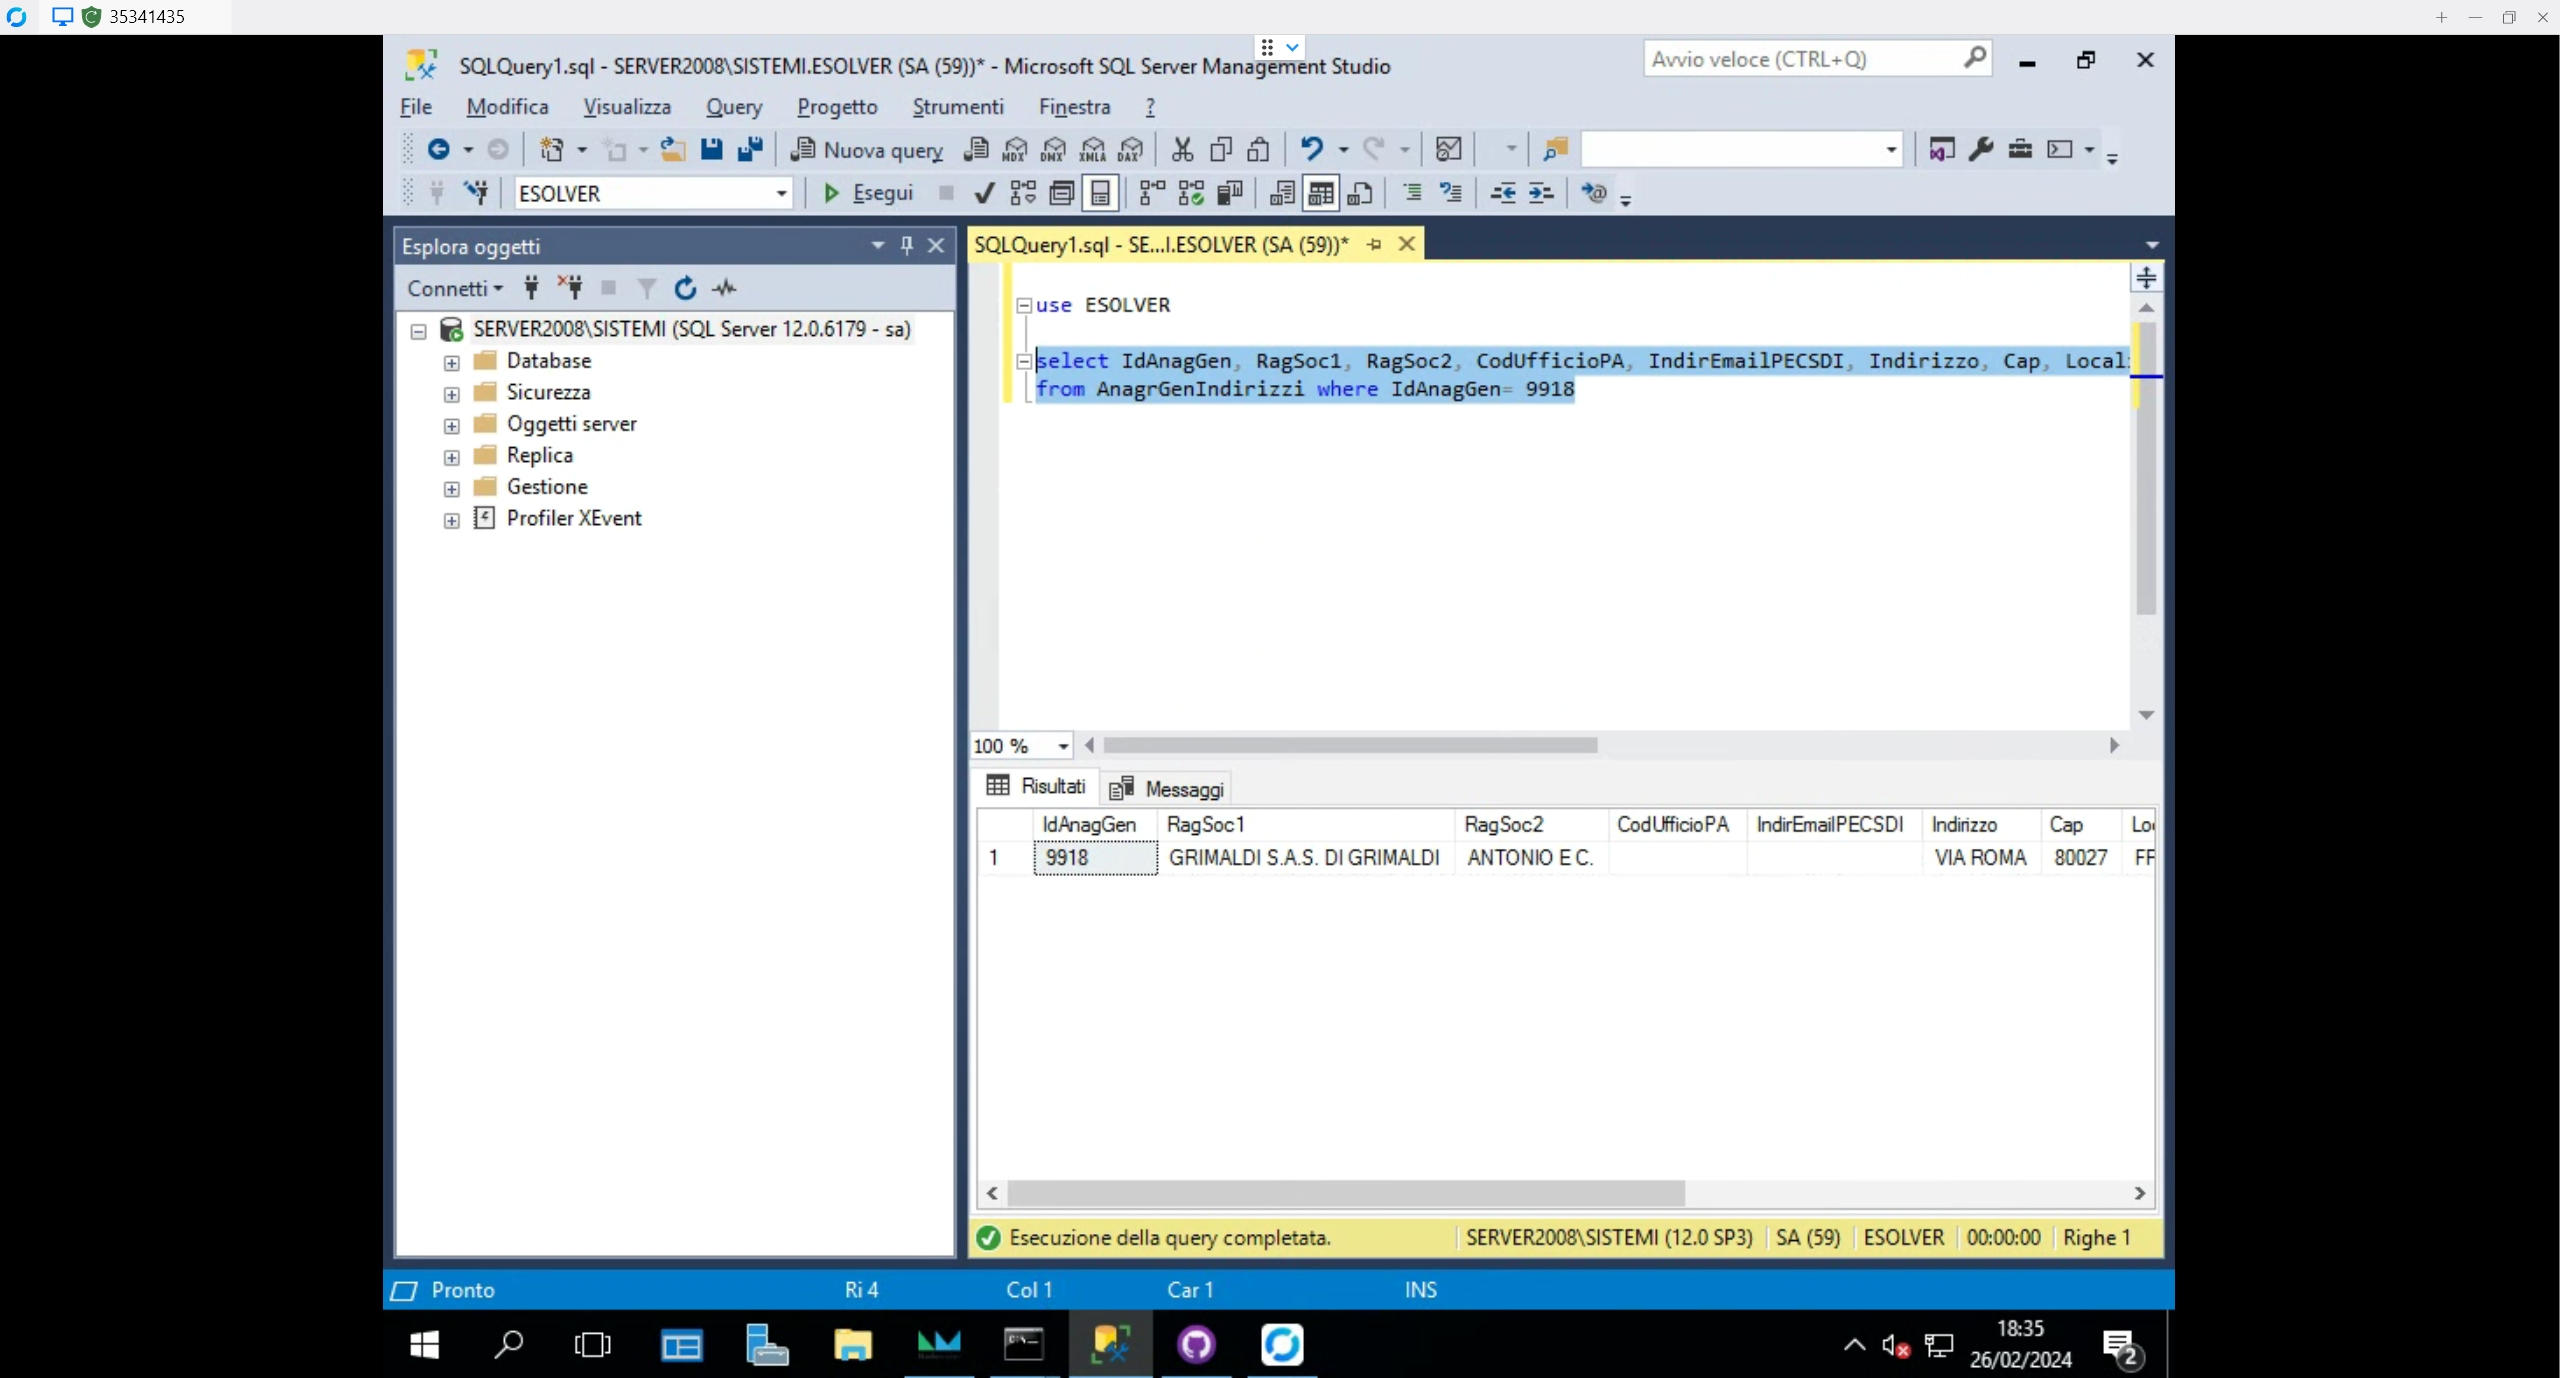 35341435
SQLQuery1.sql - SERVER2008\SISTEMI.ESOLVER (SA (59))* - Microsoft SQL Server Management Studio
Avvio veloce (CTRL+Q)
File Modifica Visualizza Query Progetto Strumenti Finestra ?
Nuova query MDX DMX XMLA DAX
ESOLVER Esegui
Esplora oggetti
SQLQuery1.sql - SE...I.ESOLVER (SA (59))*
Connetti
SERVER2008\SISTEMI (SQL Server 12.0.6179 - sa)
Database
Sicurezza
Oggetti server
Replica
Gestione
Profiler XEvent
use ESOLVER
select IdAnagGen, RagSoc1, RagSoc2, CodUfficioPA, IndirEmailPECSDI, Indirizzo, Cap, Local
from AnagrGenIndirizzi where IdAnagGen= 9918
100 %
Risultati Messaggi
IdAnagGen RagSoc1 RagSoc2 CodUfficioPA IndirEmailPECSDI Indirizzo Cap Lo
1 9918 GRIMALDI S.A.S. DI GRIMALDI ANTONIO E C. VIA ROMA 80027 FF
Esecuzione della query completata. SERVER2008\SISTEMI (12.0 SP3) SA (59) ESOLVER 00:00:00 Righe 1
Pronto Ri 4 Col 1 Car 1 INS
18:35
26/02/2024
2